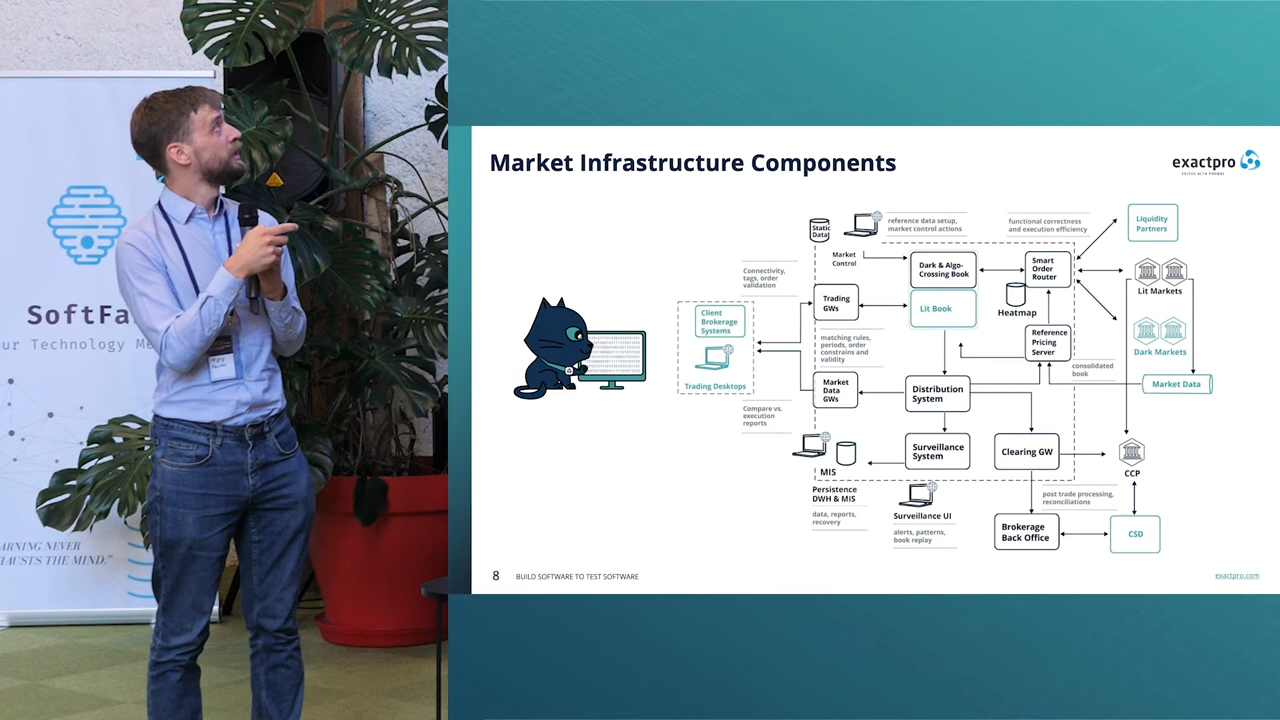 SoftFa
ur Technology Me
ARNING NEVER
HAUSTS THE MIND."
Market Infrastructure Components
exactpro
EXITUS ACTA PROBAT
Static
Data
reference data setup,
market control actions
functional correctness
and execution efficiency
Liquidity
Partners
Market
Control
Dark & Algo-
Crossing Book
Smart
Order
Router
Lit Markets
Connectivity,
tags, order
validation
Trading
GWs
Lit Book
Heatmap
Client
Brokerage
Systems
Trading Desktops
matching rules,
periods, order
constrains and
validity
Reference
Pricing
Server
Dark Markets
consolidated
book
Market Data
Market
Data
GWs
Distribution
System
Compare vs.
execution
reports
Surveillance
System
Clearing GW
CCP
MIS
Persistence
DWH & MIS
data, reports,
recovery
Surveillance UI
alerts, patterns,
book replay
post trade processing,
reconciliations
Brokerage
Back Office
CSD
8
BUILD SOFTWARE TO TEST SOFTWARE
exactpro.com